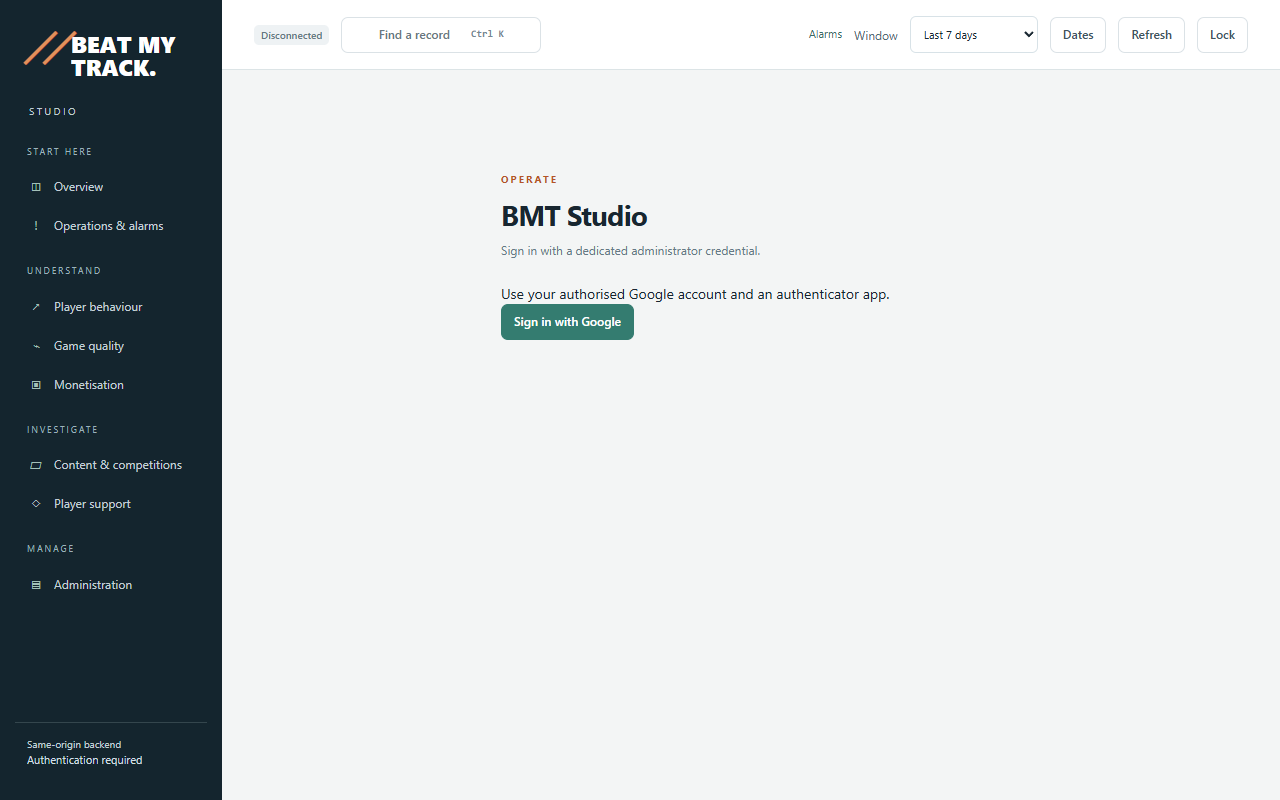 BEAT MY
TRACK.
STUDIO
START HERE
Overview
! Operations & alarms
UNDERSTAND
Player behaviour
Game quality
Monetisation
INVESTIGATE
Content & competitions
Player support
MANAGE
Administration
Same-origin backend
Authentication required
Disconnected
Find a record Ctrl K
Alarms Window Last 7 days Dates Refresh Lock
OPERATE
BMT Studio
Sign in with a dedicated administrator credential.
Use your authorised Google account and an authenticator app.
Sign in with Google